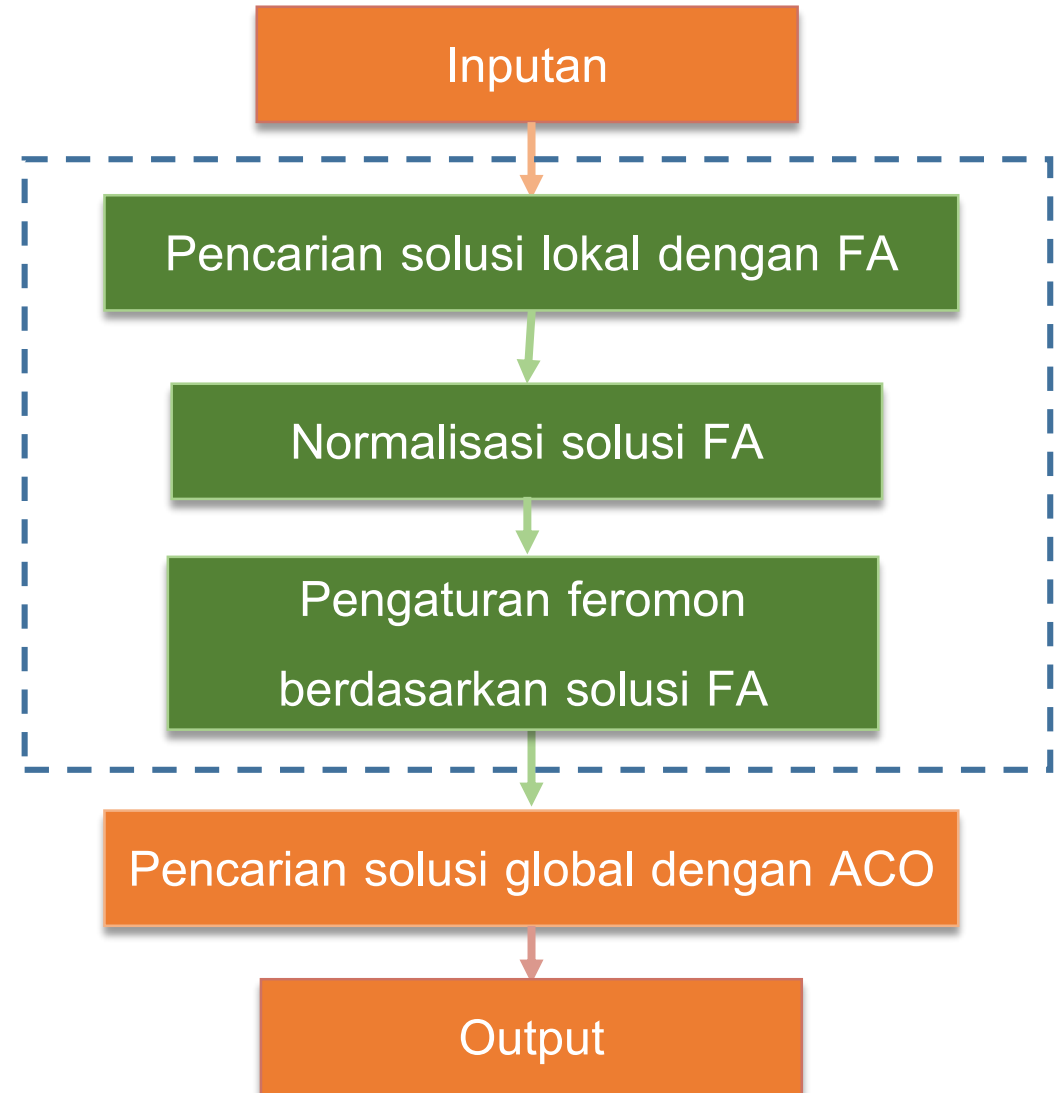 Inputan
Pencarian solusi lokal dengan FA
Normalisasi solusi FA
Pengaturan feromon
berdasarkan solusi FA
Pencarian solusi global dengan ACO
Output